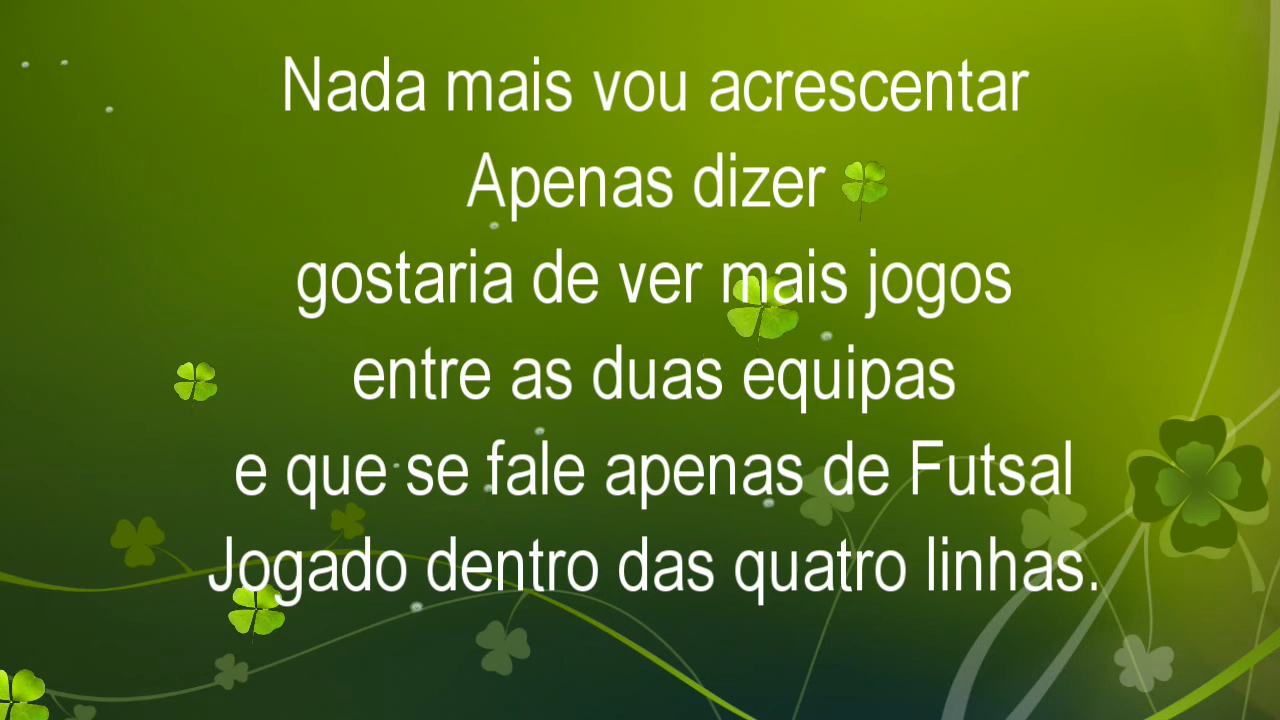 Nada mais vou acrescentar
Apenas dizer
gostaria de ver mais jogos
entre as duas equipas
e que se fale apenas de Futsal
Jogado dentro das quatro linhas.